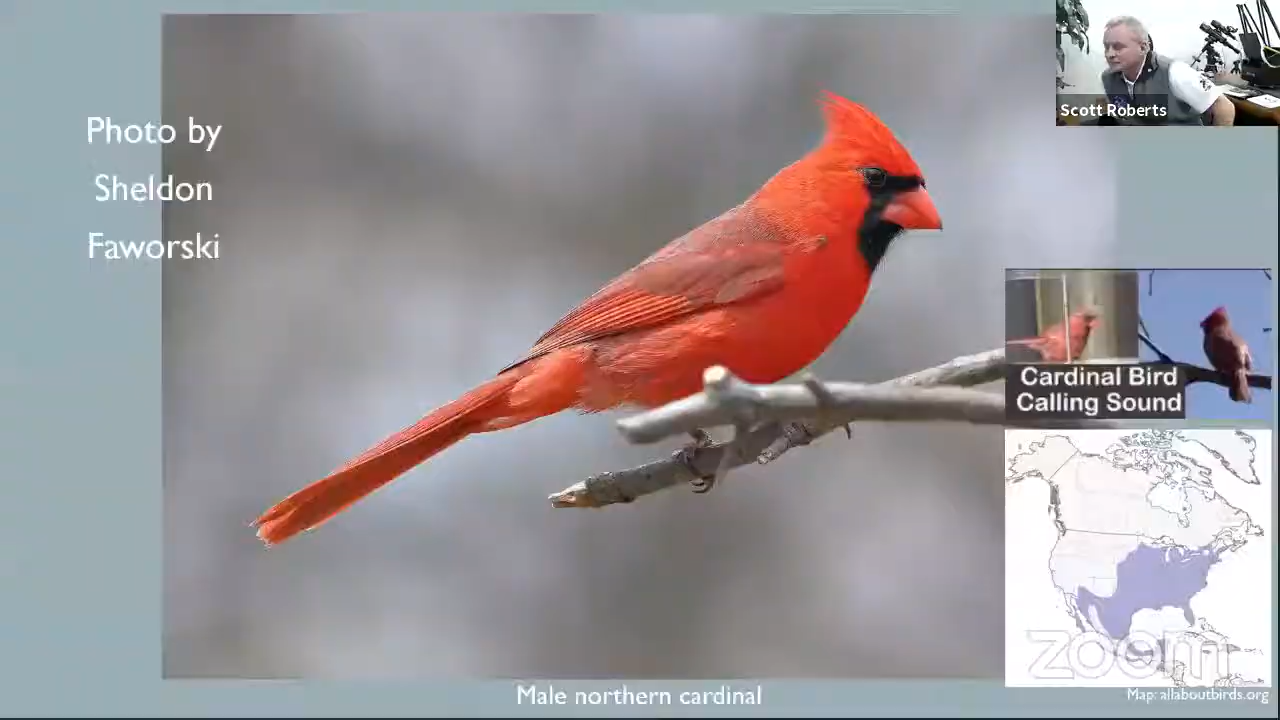 Photo by
Sheldon
Faworski
Scott Roberts
Cardinal Bird
Calling Sound
zoom
Male northern cardinal
Map: allaboutbirds.org